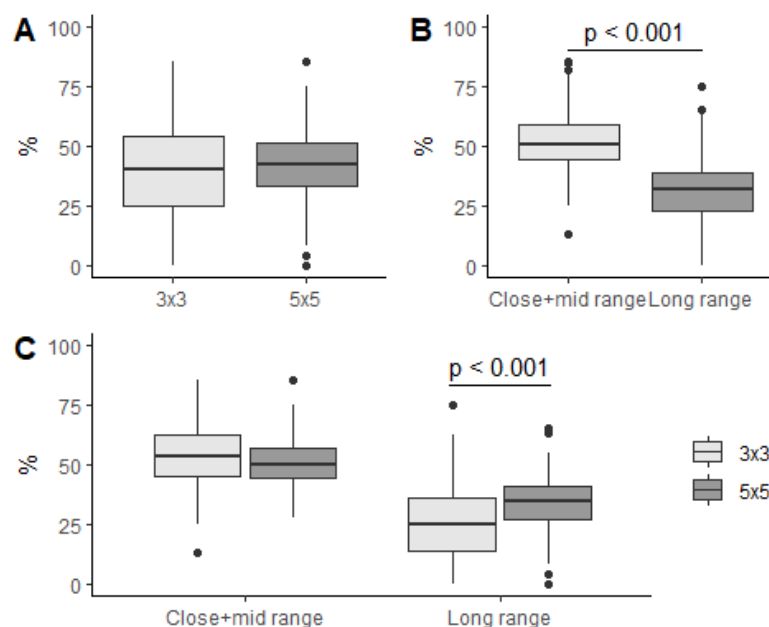 A
100
75
50
25
0
%
3x3
5x5
B
100
75
50
25
0
%
p < 0.001
Close+mid range
Long range
C
100
75
50
25
0
%
p < 0.001
Close+mid range
Long range
3x3
5x5